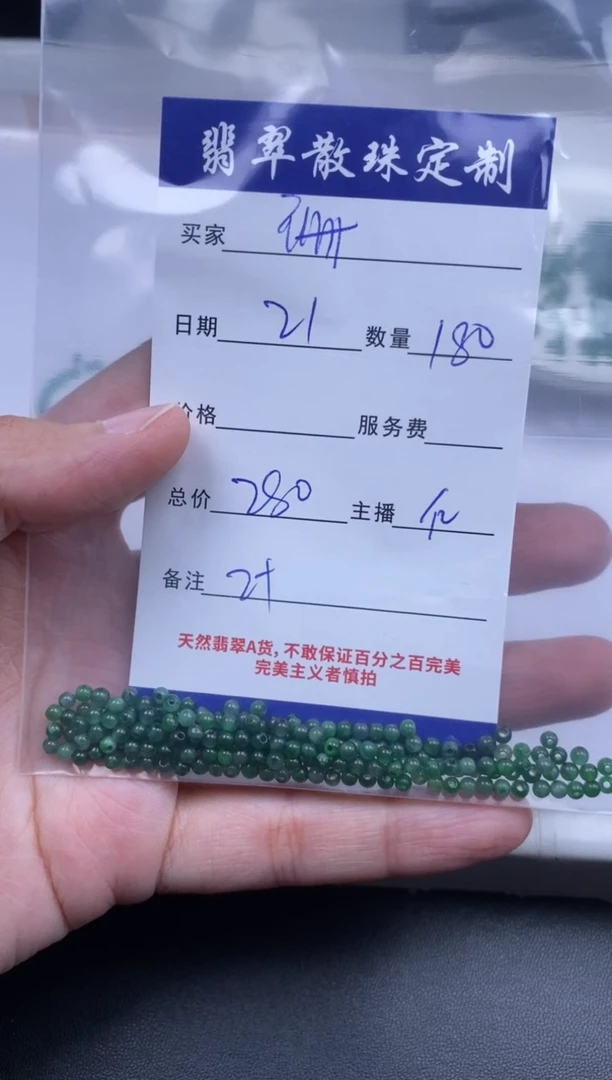 翡翠散珠定制
买家
日期 21 数量 180
价格 服务费
总价 280 主播
备注 2寸
天然翡翠A货,不敢保证百分之百完美
完美主义者慎拍